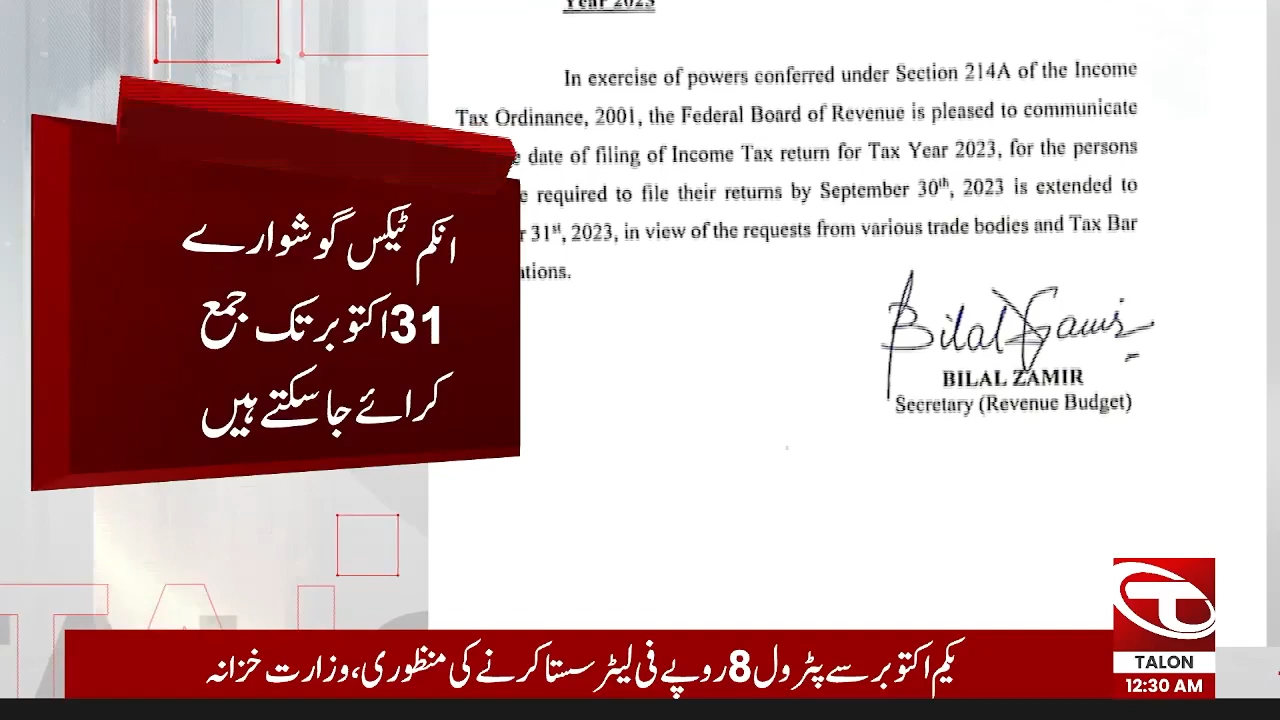 Year 2023
In exercise of powers conferred under Section 214A of the Income
Tax Ordinance, 2001, the Federal Board of Revenue is pleased to communicate
date of filing of Income Tax return for Tax Year 2023, for the persons
required to file their returns by September 30th, 2023 is extended to
31st, 2023, in view of the requests from various trade bodies and Tax Bar
Bilal Zamir
BILAL ZAMIR
Secretary (Revenue Budget)
انکم ٹیکس گوشوارے
31اکتوبر تک جمع
کرائے جاسکتے ہیں
یکم اکتوبر سے پٹرول 8روپے فی لیٹر سستا کرنے کی منظوری، وزارت خزانہ
TALON
12:30 AM